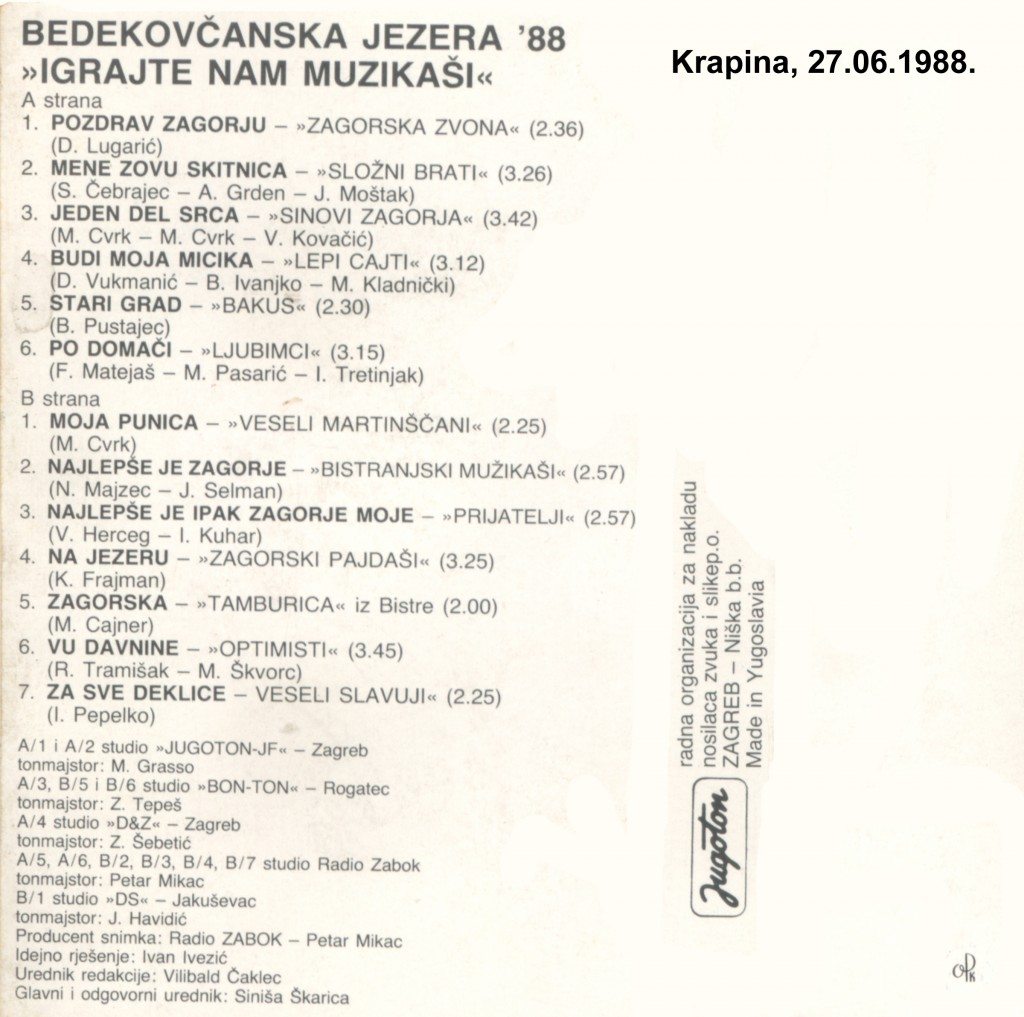 BEDEKOVČANSKA JEZERA '88
»IGRAJTE NAM MUZIKAŠI«
Krapina, 27.06.1988.
A strana
1. POZDRAV ZAGORJU – »ZAGORSKA ZVONA« (2.36)
(D. Lugarić)
2. MENE ZOVU SKITNICA – »SLOŽNI BRATI« (3.26)
(S. Čebrajec – A. Grden – J. Moštak)
3. JEDEN DEL SRCA – »SINOVI ZAGORJA« (3.42)
(M. Cvrk – M. Cvrk – V. Kovačić)
4. BUDI MOJA MICIKA – »LEPI CAJTI« (3.12)
(D. Vukmanić – B. Ivanjko – M. Kladnički)
5. STARI GRAD – »BAKUS« (2.30)
(B. Pustajec)
6. PO DOMAČI – »LJUBIMCI« (3.15)
(F. Matejaš – M. Pasarić – I. Tretinjak)
B strana
1. MOJA PUNICA – »VESELI MARTINŠČANI« (2.25)
(M. Cvrk)
2. NAJLEPŠE JE ZAGORJE – »BISTRANJSKI MUŽIKAŠI« (2.57)
(N. Majzec – J. Selman)
3. NAJLEPŠE JE IPAK ZAGORJE MOJE – »PRIJATELJI« (2.57)
(V. Herceg – I. Kuhar)
4. NA JEZERU – »ZAGORSKI PAJDAŠI« (3.25)
(K. Frajman)
5. ZAGORSKA – »TAMBURICA« iz Bistre (2.00)
(M. Cajner)
6. VU DAVNINE – »OPTIMISTI« (3.45)
(R. Tramišak – M. Škvorc)
7. ZA SVE DEKLICE – VESELI SLAVUJI« (2.25)
(I. Pepelko)
A/1 i A/2 studio »JUGOTON-JF« – Zagreb
tonmajstor: M. Grasso
A/3, B/5 i B/6 studio »BON-TON« – Rogatec
tonmajstor: Z. Tepeš
A/4 studio »D&Z« – Zagreb
tonmajstor: Z. Šebetić
A/5, A/6, B/2, B/3, B/4, B/7 studio Radio Zabok
tonmajstor: Petar Mikac
B/1 studio »DS« – Jakuševac
tonmajstor: J. Havidić
Producent snimka: Radio ZABOK – Petar Mikac
Idejno rješenje: Ivan Ivezić
Urednik redakcije: Vilibald Čaklec
Glavni i odgovorni urednik: Siniša Škarica
radna organizacija za nakladu
nosilaca zvuka i slikep.o.
ZAGREB – Niška b.b.
Made in Yugoslavia
Jugoton